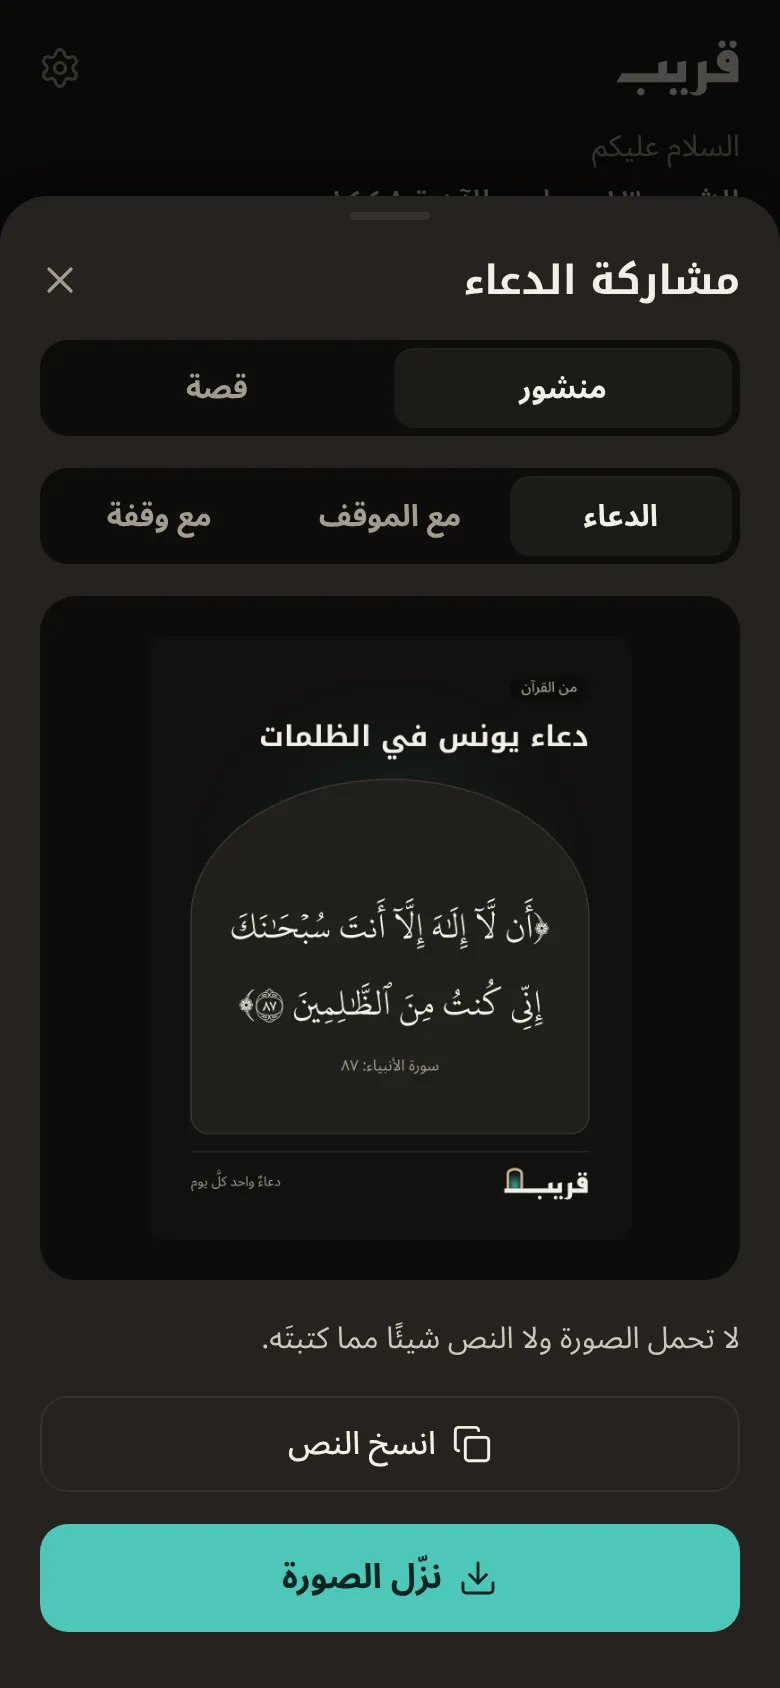 قريب
السلام عليكم
مشاركة الدعاء
منشور
قصة
الدعاء
مع الموقف
مع وقفة
من القرآن
دعاء يونس في الظلمات
﴿أَن لَّآ إِلَٰهَ إِلَّآ أَنتَ سُبْحَٰنَكَ
إِنِّي كُنتُ مِنَ ٱلظَّٰلِمِينَ ٨٧﴾
سورة الأنبياء: ٨٧
قريب
دعاءٌ واحد كلَّ يوم
لا تحمل الصورة ولا النص شيئًا مما كتبتَه.
انسخ النص
نزّل الصورة